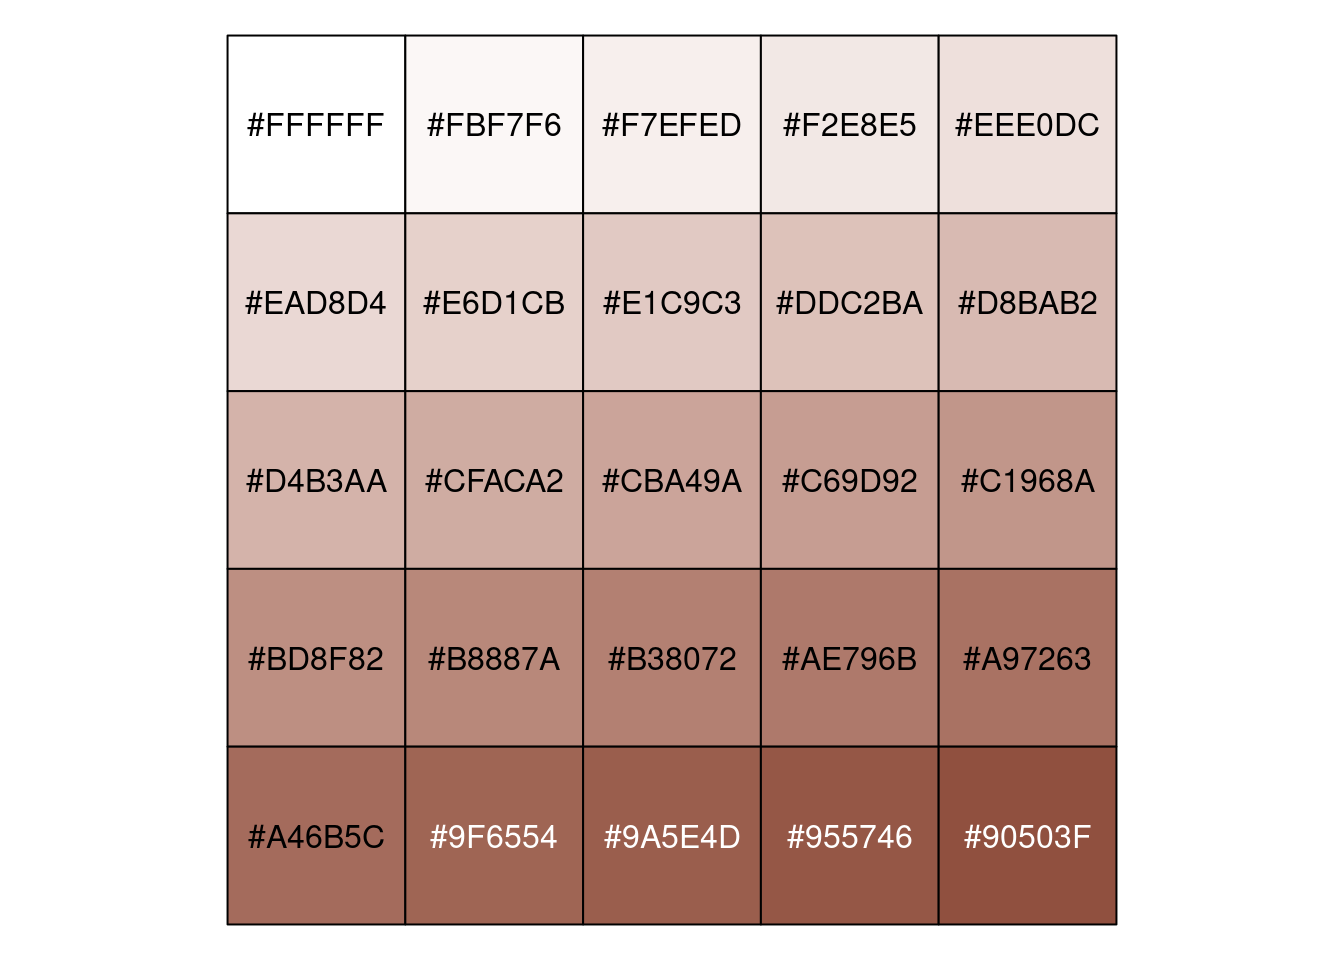 #FFFFFF #FBF7F6 #F7EFED #F2E8E5 #EEE0DC
#EAD8D4 #E6D1CB #E1C9C3 #DDC2BA #D8BAB2
#D4B3AA #CFACA2 #CBA49A #C69D92 #C1968A
#BD8F82 #B8887A #B38072 #AE796B #A97263
#A46B5C #9F6554 #9A5E4D #955746 #90503F